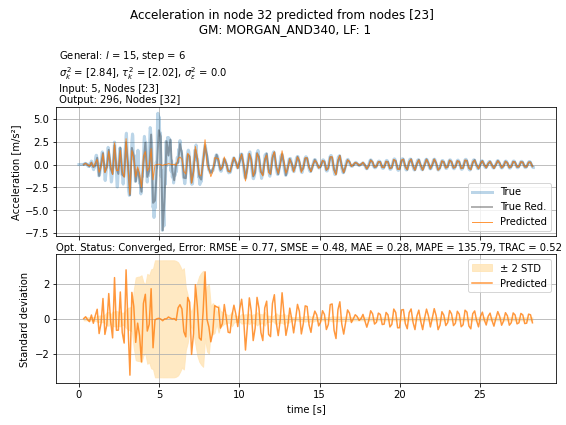 Acceleration in node 32 predicted from nodes [23]
GM: MORGAN_AND340, LF: 1
General: l = 15, step = 6
σ²ₖ = [2.84], τ²ₖ = [2.02], σ²ε = 0.0
Input: 5, Nodes [23]
Output: 296, Nodes [32]
Acceleration [m/s²]
5.0
2.5
0.0
−2.5
−5.0
−7.5
True
True Red.
Predicted
Opt. Status: Converged, Error: RMSE = 0.77, SMSE = 0.48, MAE = 0.28, MAPE = 135.79, TRAC = 0.52
Standard deviation
2
0
−2
± 2 STD
Predicted
0 5 10 15 20 25
time [s]